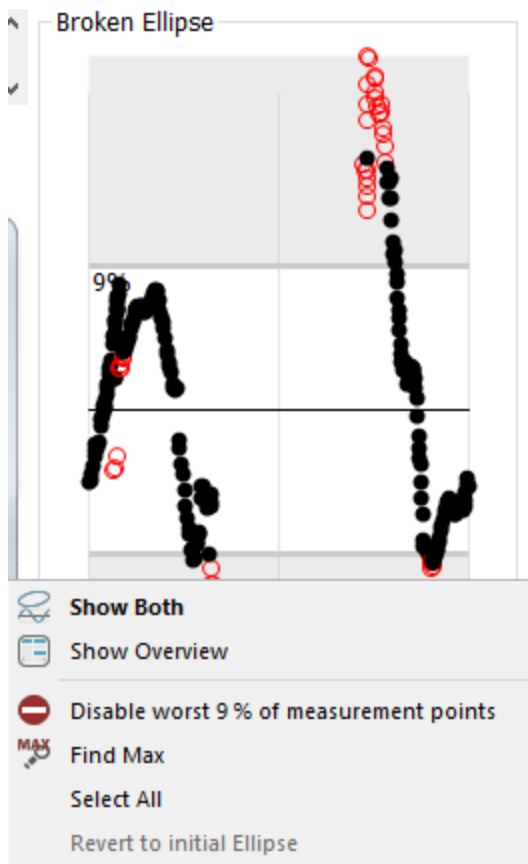 Broken Ellipse
9%
Show Both
Show Overview
Disable worst 9 % of measurement points
MAX
Find Max
Select All
Revert to initial Ellipse